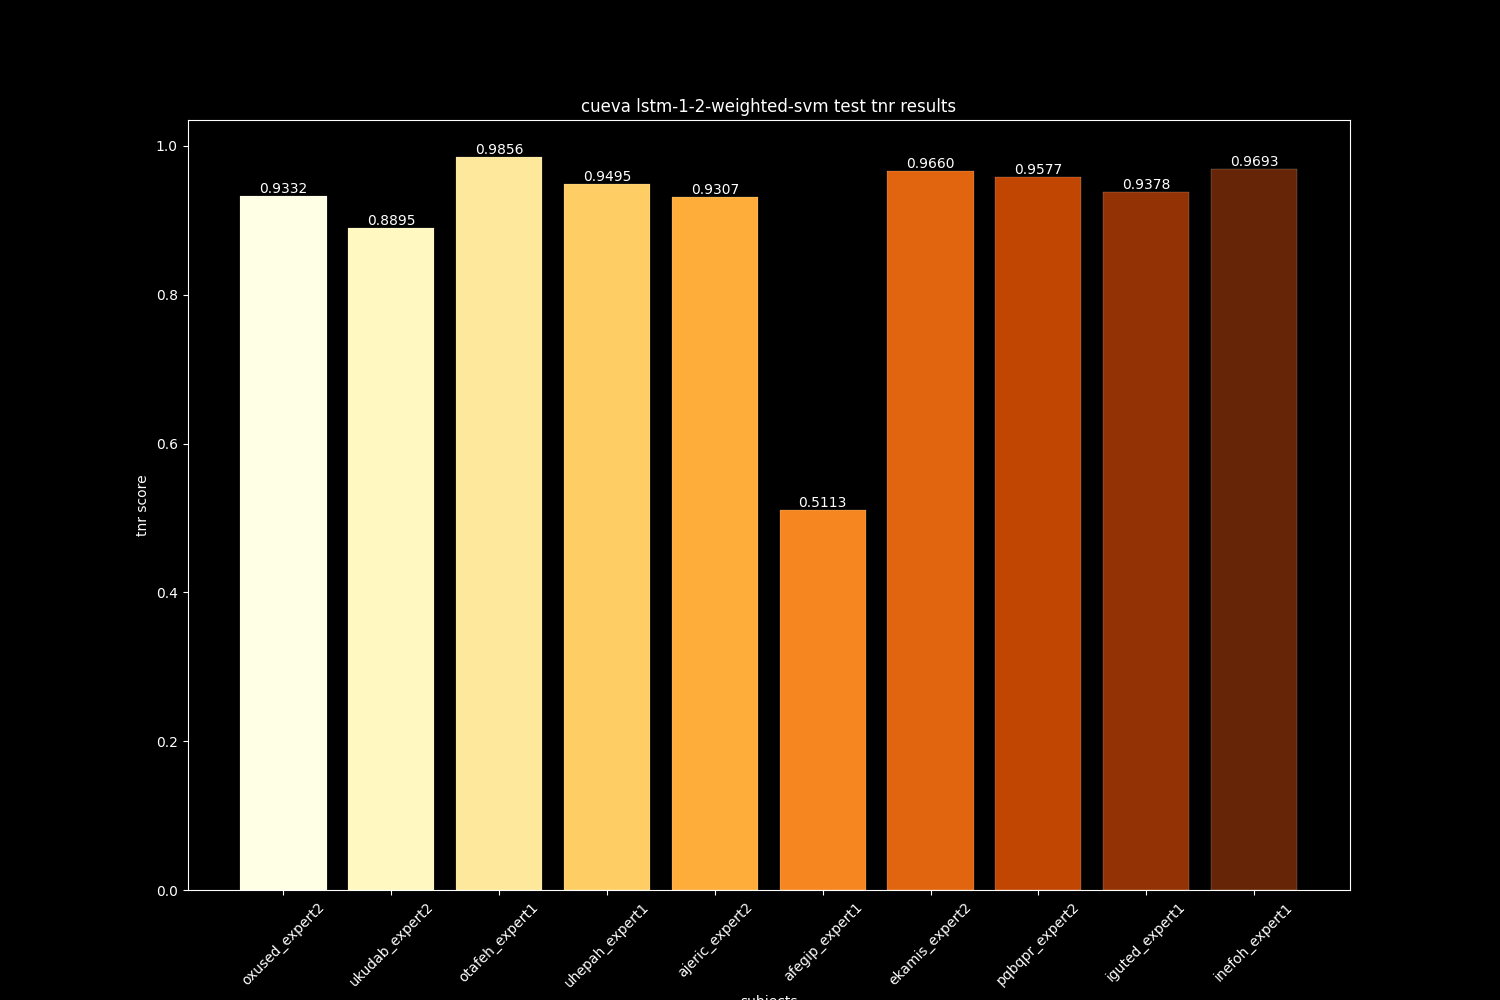 cueva lstm-1-2-weighted-svm test tnr results
1.0
0.8
0.6
0.4
0.2
0.0
tnr score
0.9332
0.8895
0.9856
0.9495
0.9307
0.5113
0.9660
0.9577
0.9378
0.9693
oxused_expert2
ukudab_expert2
otafeh_expert1
uhepah_expert1
ajeric_expert2
afegip_expert1
ekamis_expert2
pqbqpr_expert2
iguted_expert1
inefoh_expert1
subjects